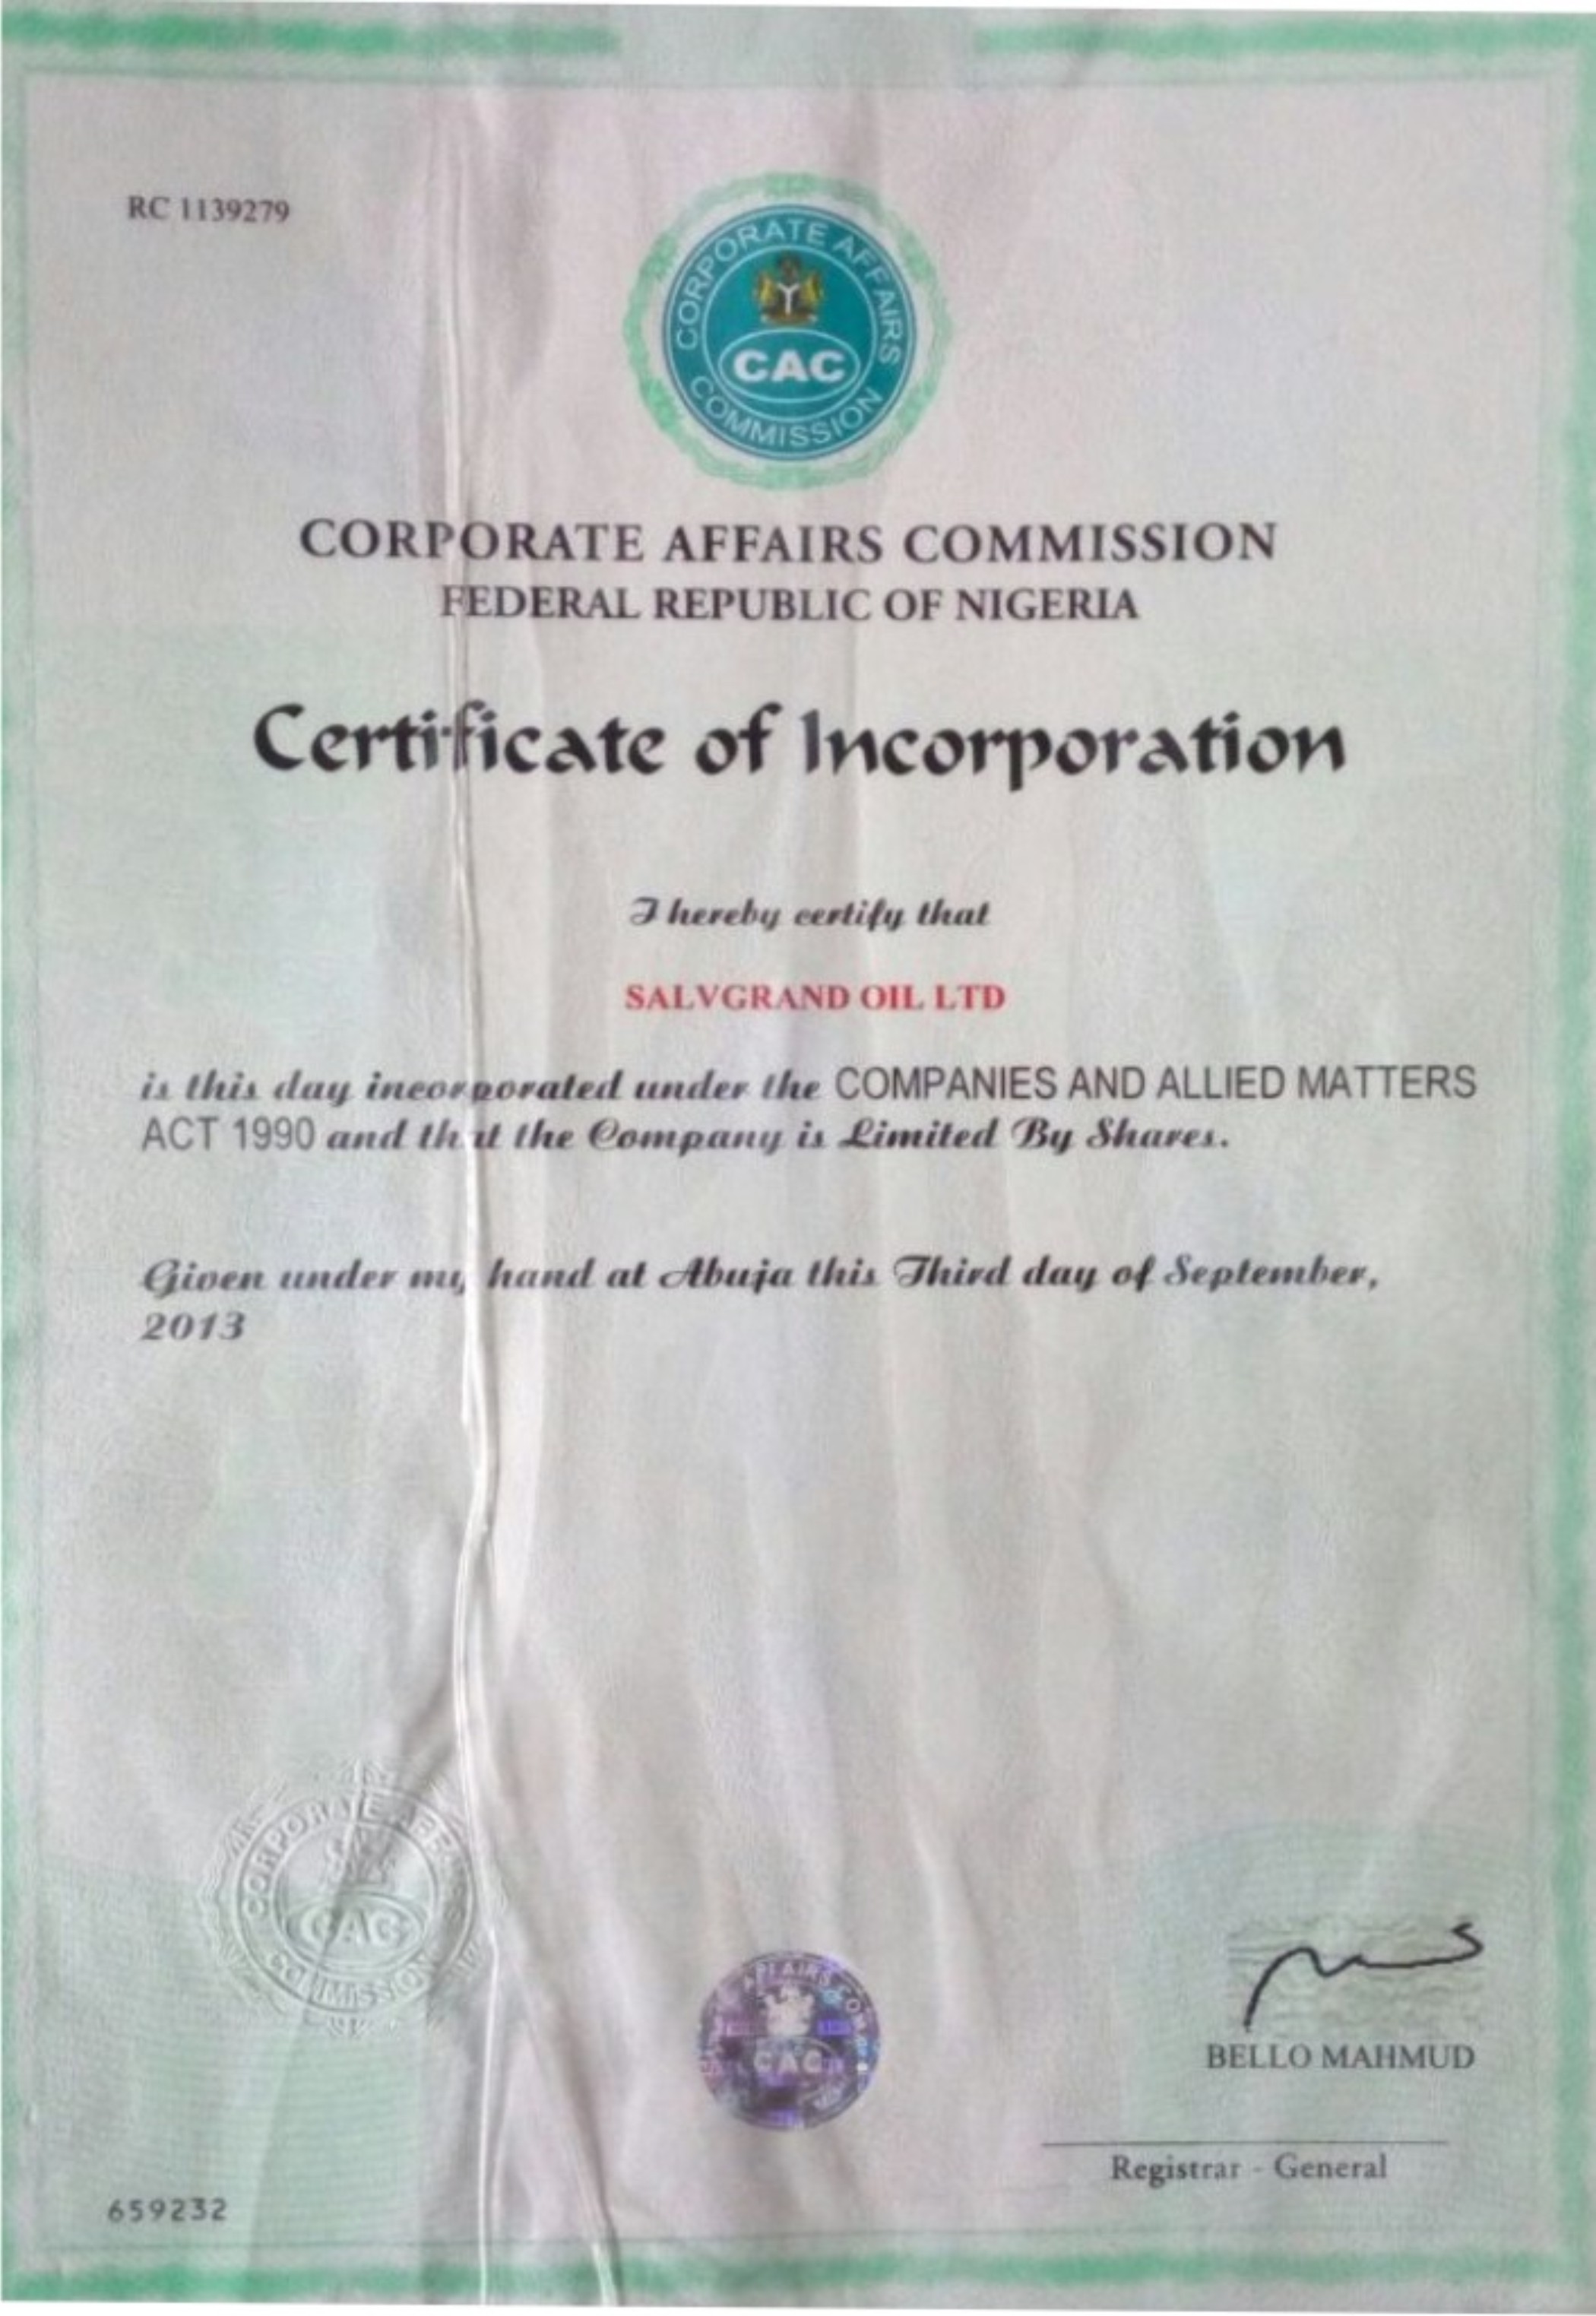 RC 1139279
CORPORATE AFFAIRS
CAC
COMMISSION
CORPORATE AFFAIRS COMMISSION
FEDERAL REPUBLIC OF NIGERIA
Certificate of Incorporation
I hereby certify that
SALVGRAND OIL LTD
is this day incorporated under the COMPANIES AND ALLIED MATTERS
ACT 1990 and that the Company is Limited By Shares.
Given under my hand at Abuja this Third day of September,
2013
CORPORATE AFFAIRS
CAC
COMMISSION
AFFAIRS
CAC
BELLO MAHMUD
Registrar - General
659232